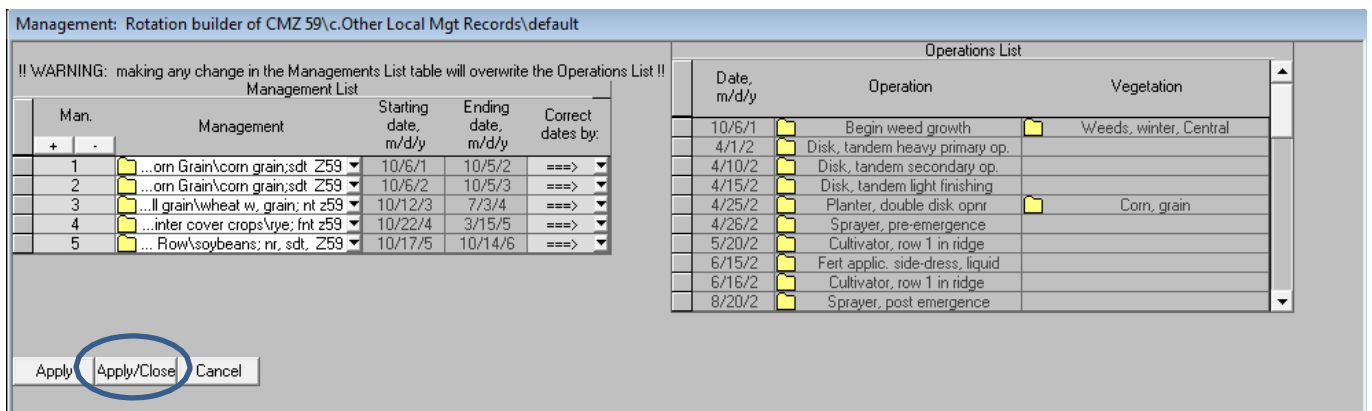 Management: Rotation builder of CMZ 59\c.Other Local Mgt Records\default
!! WARNING: making any change in the Managements List table will overwrite the Operations List !!
Management List
Man. Management Starting date, m/d/y Ending date, m/d/y Correct dates by:
+ -
1 ...orn Grain\corn grain;sdt Z59 10/6/1 10/5/2 ===>
2 ...orn Grain\corn grain;sdt Z59 10/6/2 10/5/3 ===>
3 ...ll grain\wheat w, grain; nt z59 10/12/3 7/3/4 ===>
4 ...inter cover crops\rye; fnt z59 10/22/4 3/15/5 ===>
5 ... Row\soybeans; nr, sdt, Z59 10/17/5 10/14/6 ===>
Operations List
Date, m/d/y Operation Vegetation
10/6/1 Begin weed growth Weeds, winter, Central
4/1/2 Disk, tandem heavy primary op.
4/10/2 Disk, tandem secondary op.
4/15/2 Disk, tandem light finishing
4/25/2 Planter, double disk opnr Corn, grain
4/26/2 Sprayer, pre-emergence
5/20/2 Cultivator, row 1 in ridge
6/15/2 Fert applic. side-dress, liquid
6/16/2 Cultivator, row 1 in ridge
8/20/2 Sprayer, post emergence
Apply Apply/Close Cancel